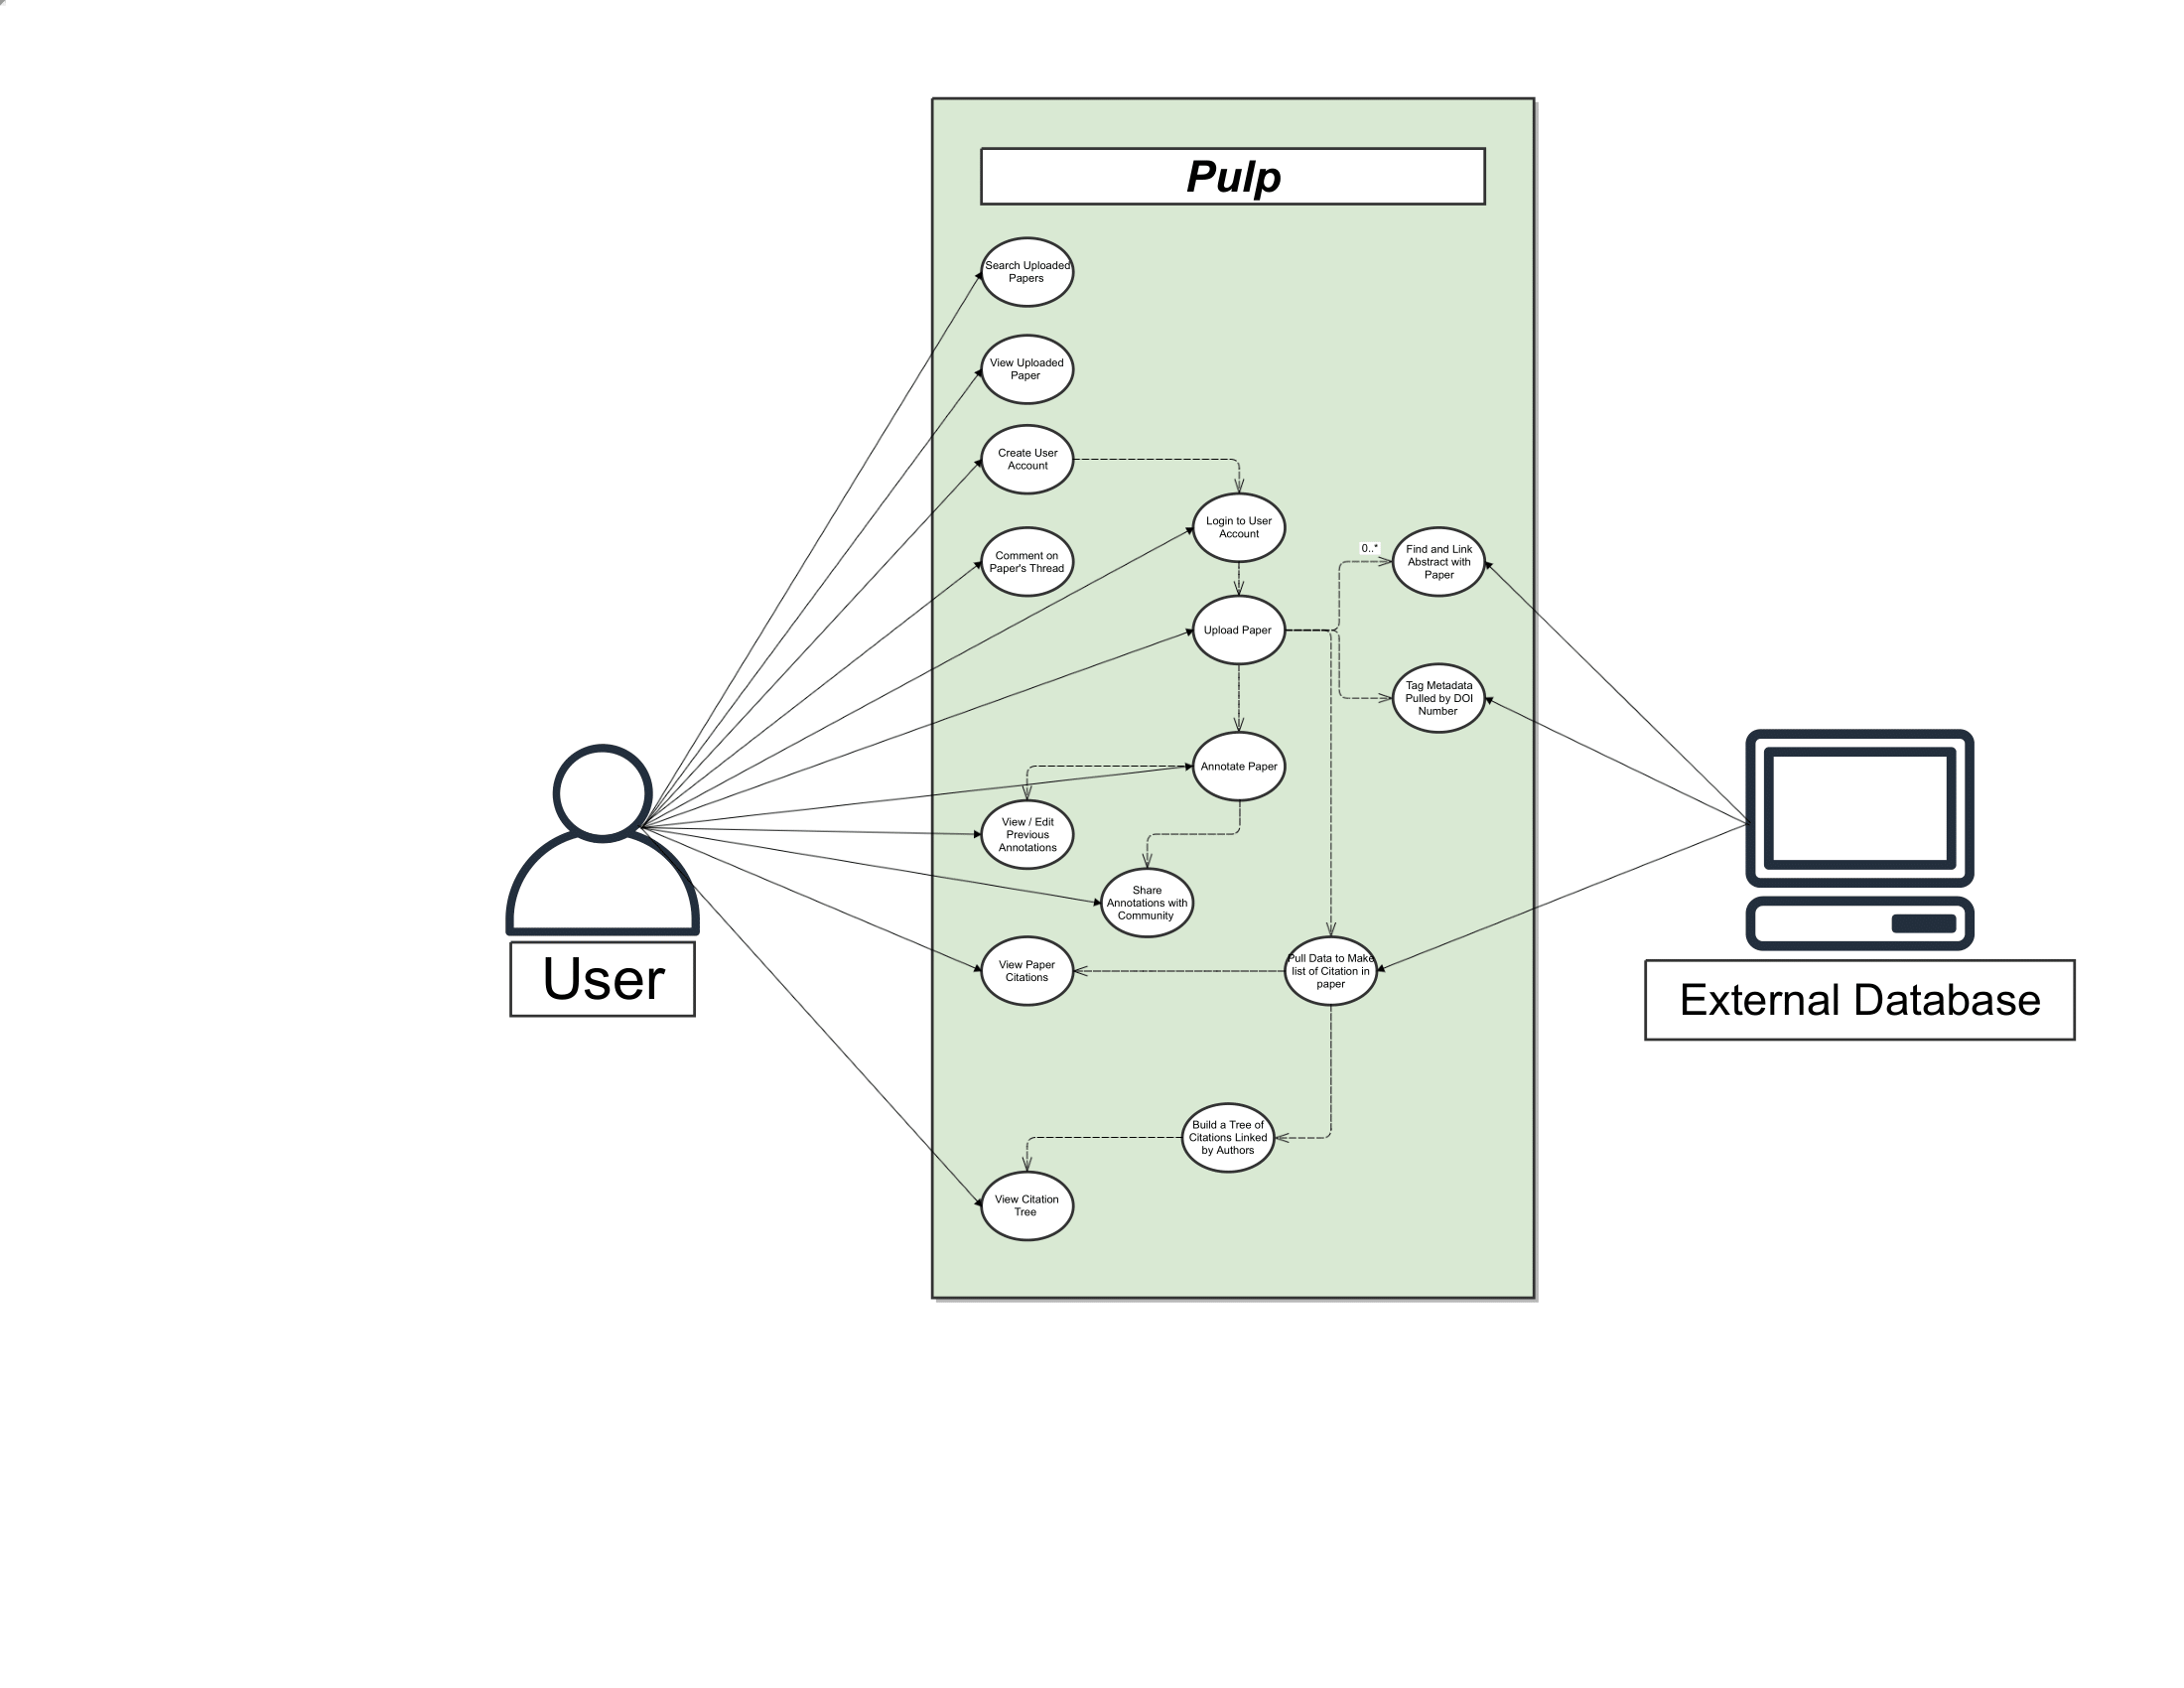 Pulp
Search Uploaded
Papers
View Uploaded
Paper
Create User
Account
Login to User
Account
Comment on
Paper's Thread
0..*
Find and Link
Abstract with
Paper
Upload Paper
Tag Metadata
Pulled by DOI
Number
Annotate Paper
View / Edit
Previous
Annotations
Share
Annotations with
Community
View Paper
Citations
Pull Data to Make
list of Citation in
paper
User
External Database
Build a Tree of
Citations Linked
by Authors
View Citation
Tree